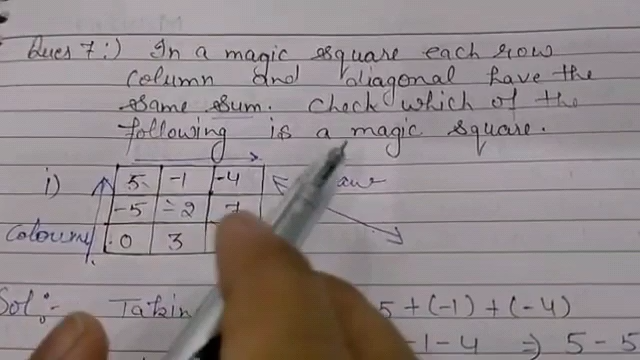 Ques 7:) In a magic square each row
column and diagonal have the
same sum. Check which of the
following is a magic square.
i) 5 -1 -4
-5 -2 7
Coloumn 0 3
Sol:- Takin 5 + (-1) + (-4)
-1 -4 ⇒ 5 - 5